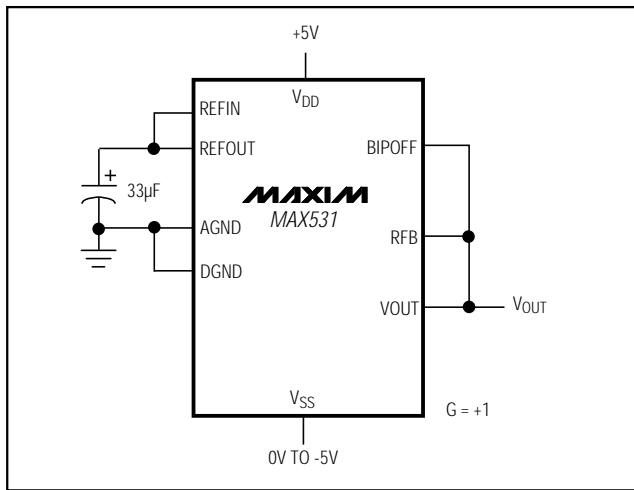 +5V
VDD
REFIN
REFOUT
BIPOFF
+
33µF
MAXIM
MAX531
AGND
RFB
DGND
VOUT
VOUT
VSS
G = +1
0V TO -5V